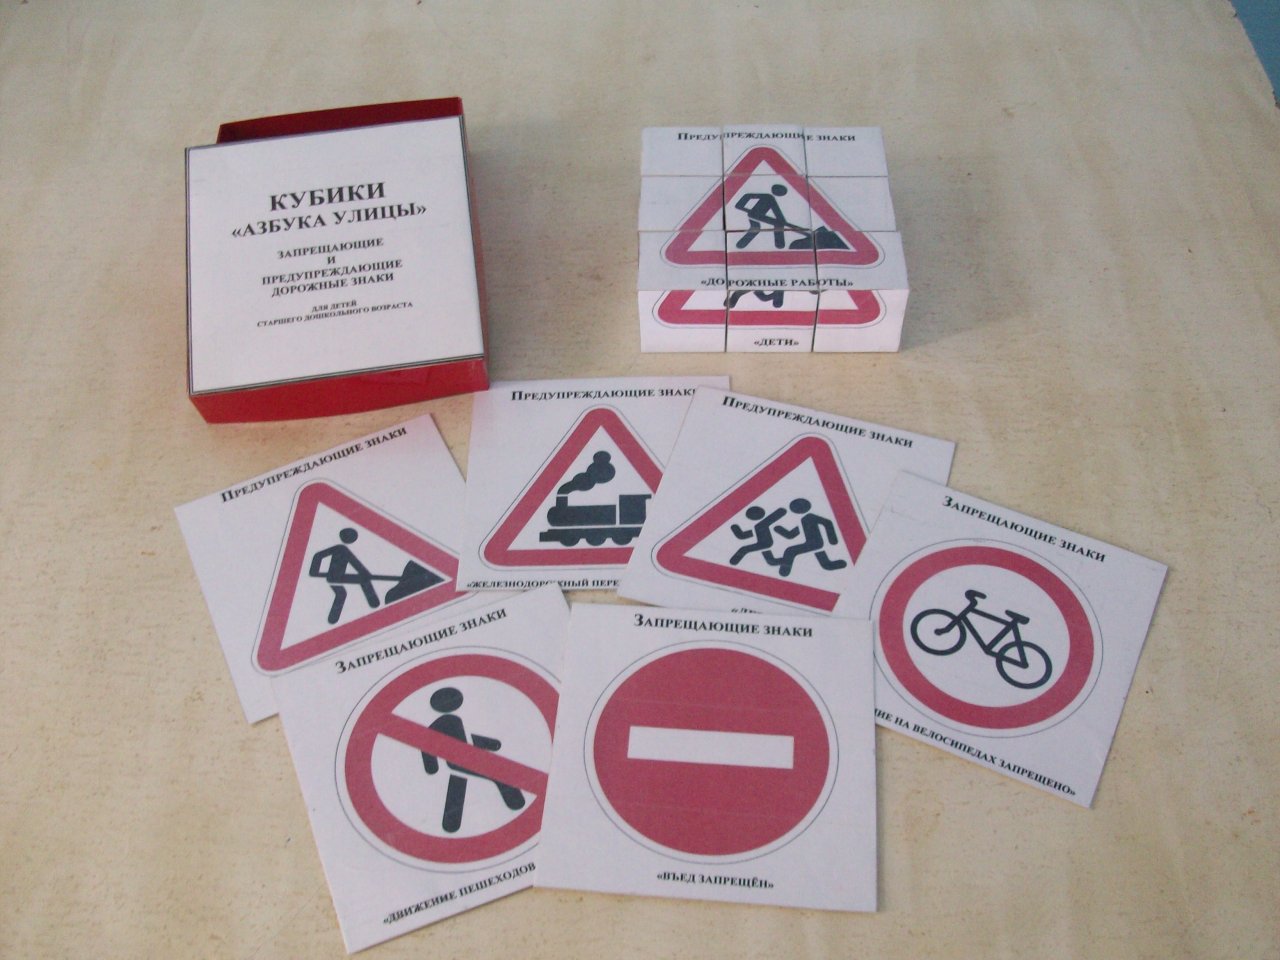 КУБИКИ
«АЗБУКА УЛИЦЫ»
ЗАПРЕЩАЮЩИЕ
И
ПРЕДУПРЕЖДАЮЩИЕ
ДОРОЖНЫЕ ЗНАКИ
ДЛЯ ДЕТЕЙ
СТАРШЕГО ДОШКОЛЬНОГО ВОЗРАСТА
ПРЕДУПРЕЖДАЮЩИЕ ЗНАКИ
«ДОРОЖНЫЕ РАБОТЫ»
«ДЕТИ»
ПРЕДУПРЕЖДАЮЩИЕ ЗНАКИ
ПРЕДУПРЕЖДАЮЩИЕ ЗНАКИ
«ЖЕЛЕЗНОДОРОЖНЫЙ ПЕРЕ
ПРЕДУПРЕЖДАЮЩИЕ ЗНАКИ
ЗАПРЕЩАЮЩИЕ ЗНАКИ
НА ВЕЛОСИПЕДАХ ЗАПРЕЩЕНО»
ЗАПРЕЩАЮЩИЕ ЗНАКИ
«ДВИЖЕНИЕ ПЕШЕХОДОВ
ЗАПРЕЩАЮЩИЕ ЗНАКИ
«ВЪЕД ЗАПРЕЩЁН»